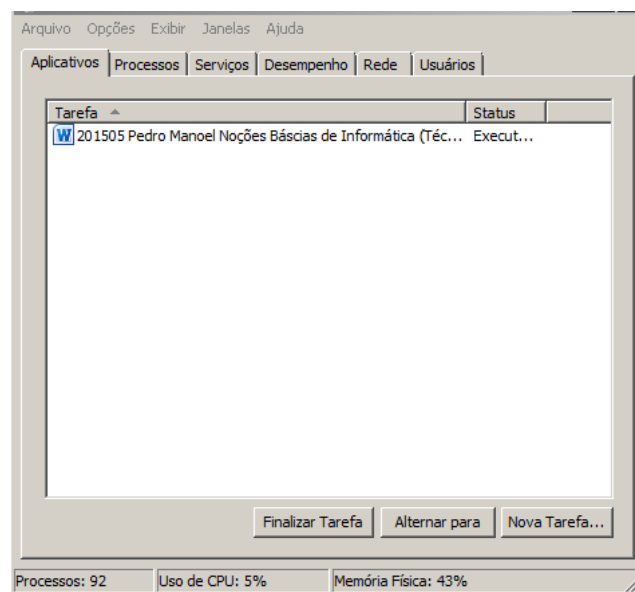 Arquivo Opções Exibir Janelas Ajuda
Aplicativos Processos Serviços Desempenho Rede Usuários
Tarefa Status
201505 Pedro Manoel Noções Báscias de Informática (Téc... Execut...
Finalizar Tarefa Alternar para Nova Tarefa...
Processos: 92 Uso de CPU: 5% Memória Física: 43%